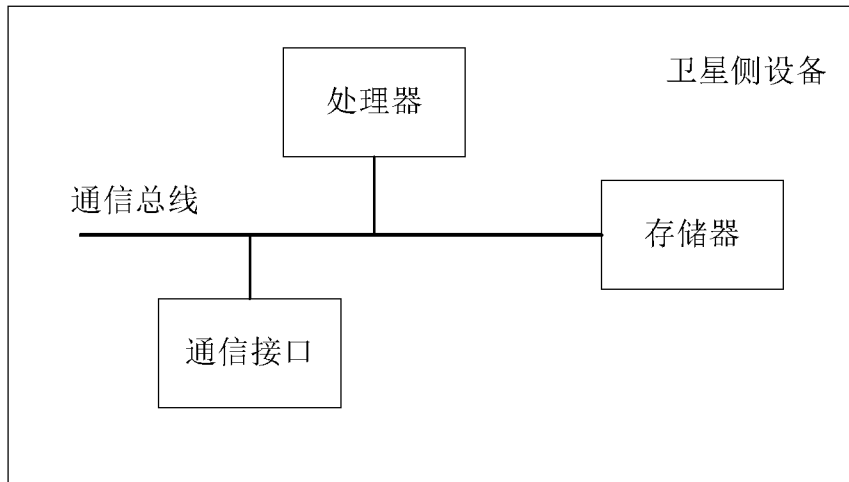 卫星侧设备
处理器
通信总线
存储器
通信接口